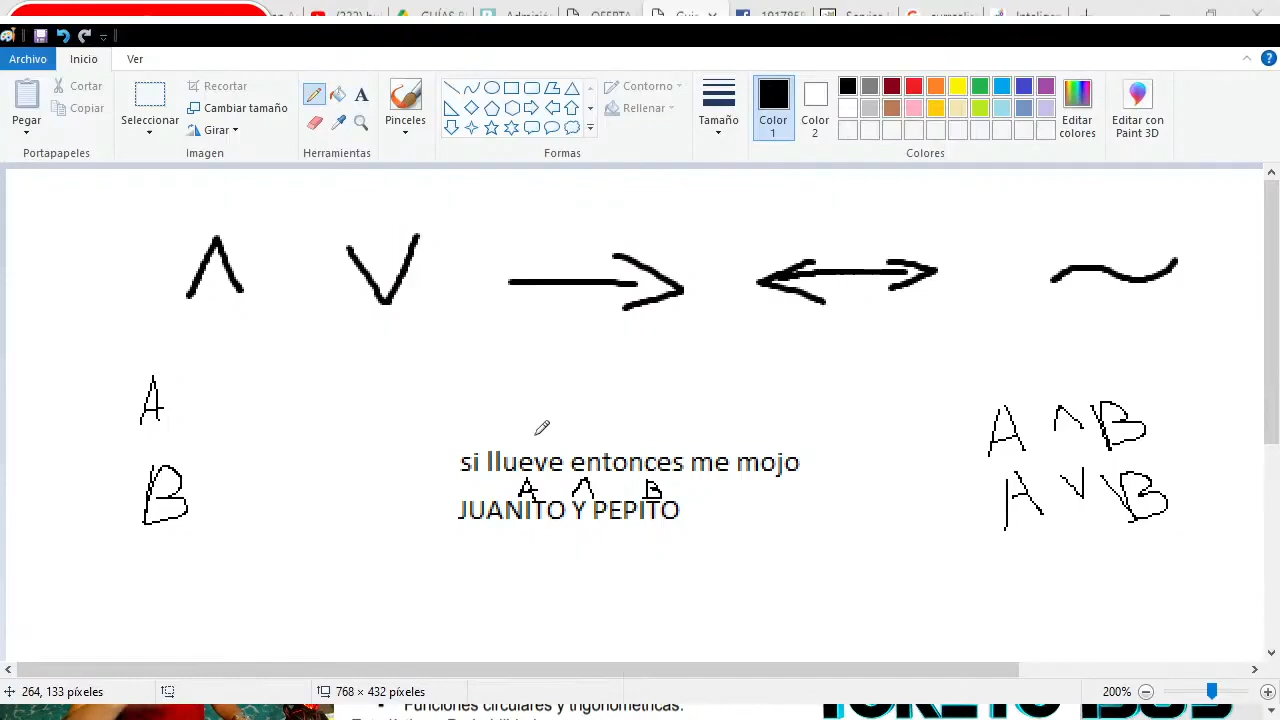 GUÍAS
OFERTA
Archivo Inicio Ver
Pegar
Cortar
Copiar
Portapapeles
Seleccionar
Recortar
Cambiar tamaño
Girar
Imagen
Herramientas
Pinceles
Formas
Contorno
Rellenar
Tamaño
Color 1
Color 2
Colores
Editar colores
Editar con Paint 3D
∧ ∨ → ↔ ~
A
B
A ∧ B
A ∨ B
si llueve entonces me mojo
A ∧ B
JUANITO Y PEPITO
264, 133 píxeles
768 × 432 píxeles
200%
Funciones circulares y trigonométricas.